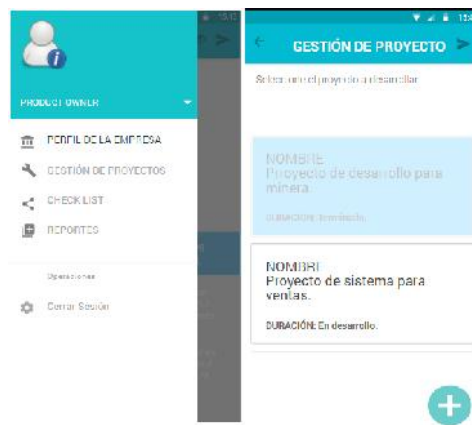 PRODUCT OWNER
PERFIL DE LA EMPRESA
GESTIÓN DE PROYECTOS
CHECK LIST
REPORTES
Operaciones
Cerrar Sesión
GESTIÓN DE PROYECTO
Seleccione el proyecto a desarrollar
NOMBRE
Proyecto de desarrollo para
minera.
DURACIÓN: Terminado.
NOMBRE
Proyecto de sistema para
ventas.
DURACIÓN: En desarrollo.